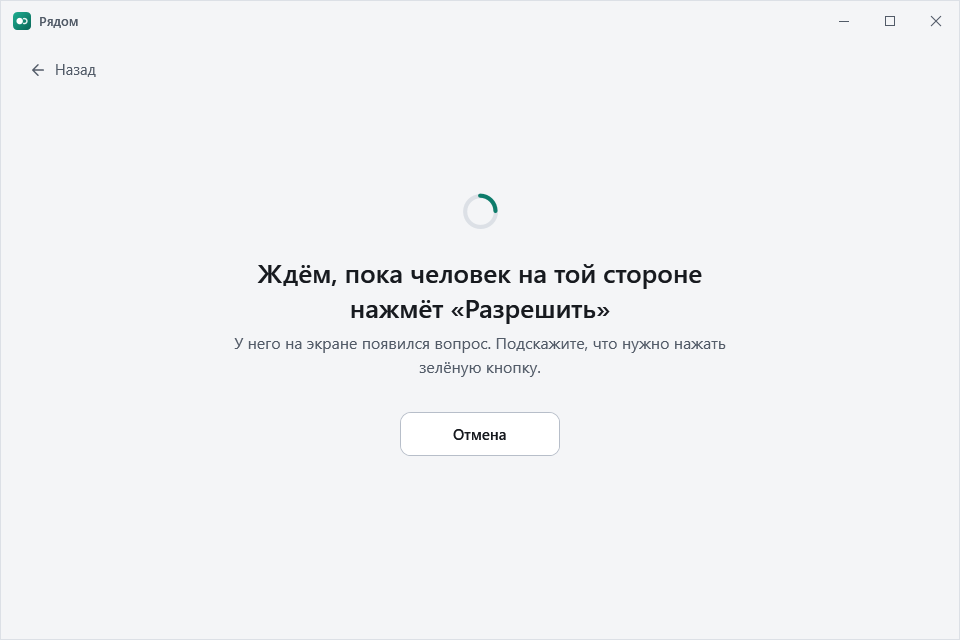 Рядом
Назад
Ждём, пока человек на той стороне
нажмёт «Разрешить»
У него на экране появился вопрос. Подскажите, что нужно нажать
зелёную кнопку.
Отмена